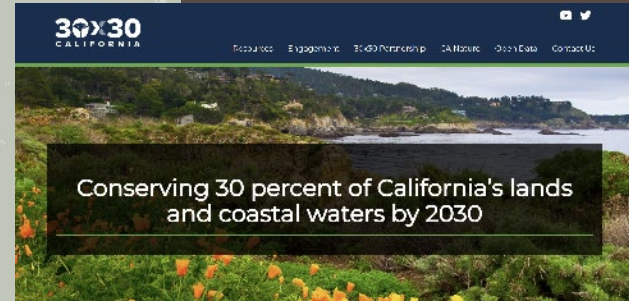 30x30
CALIFORNIA
Resources Engagement 30x30 Partnership CA Nature Open Data Contact Us
Conserving 30 percent of California's lands
and coastal waters by 2030